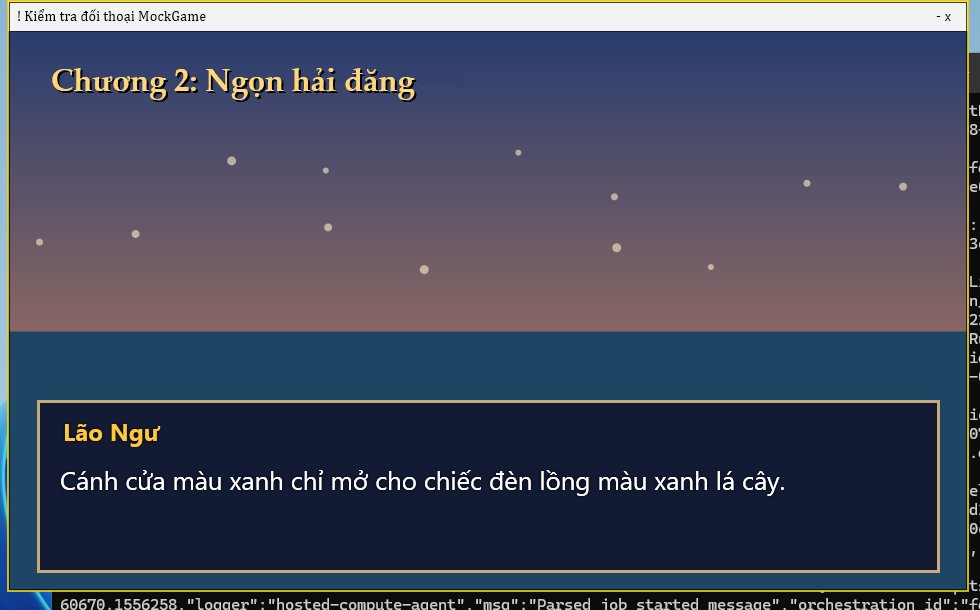 ! Kiểm tra đối thoại MockGame
- x
Chương 2: Ngọn hải đăng
Lão Ngư
Cánh cửa màu xanh chỉ mở cho chiếc đèn lồng màu xanh lá cây.
60670.1556258,"logger":"hosted-compute-agent","msg":"Parsed job started message","orchestration_id":"f